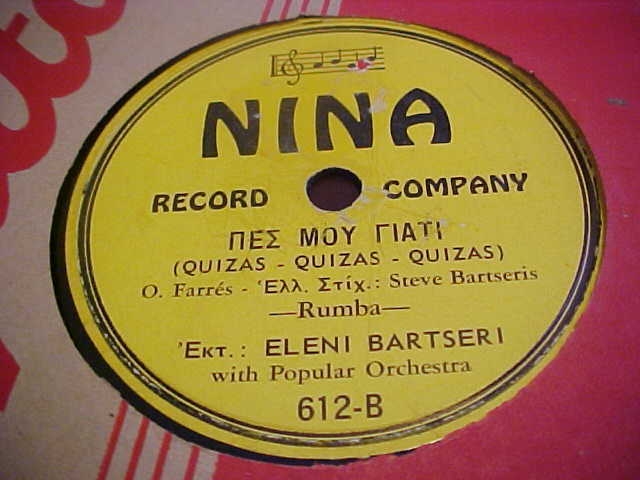 NINA
RECORD COMPANY
ΠΕΣ ΜΟΥ ΓΙΑΤΙ
(QUIZAS - QUIZAS - QUIZAS)
O. Farrés - Ἑλλ. Στίχ.: Steve Bartseris
—Rumba—
Ἐκτ.: ELENI BARTSERI
with Popular Orchestra
612-B